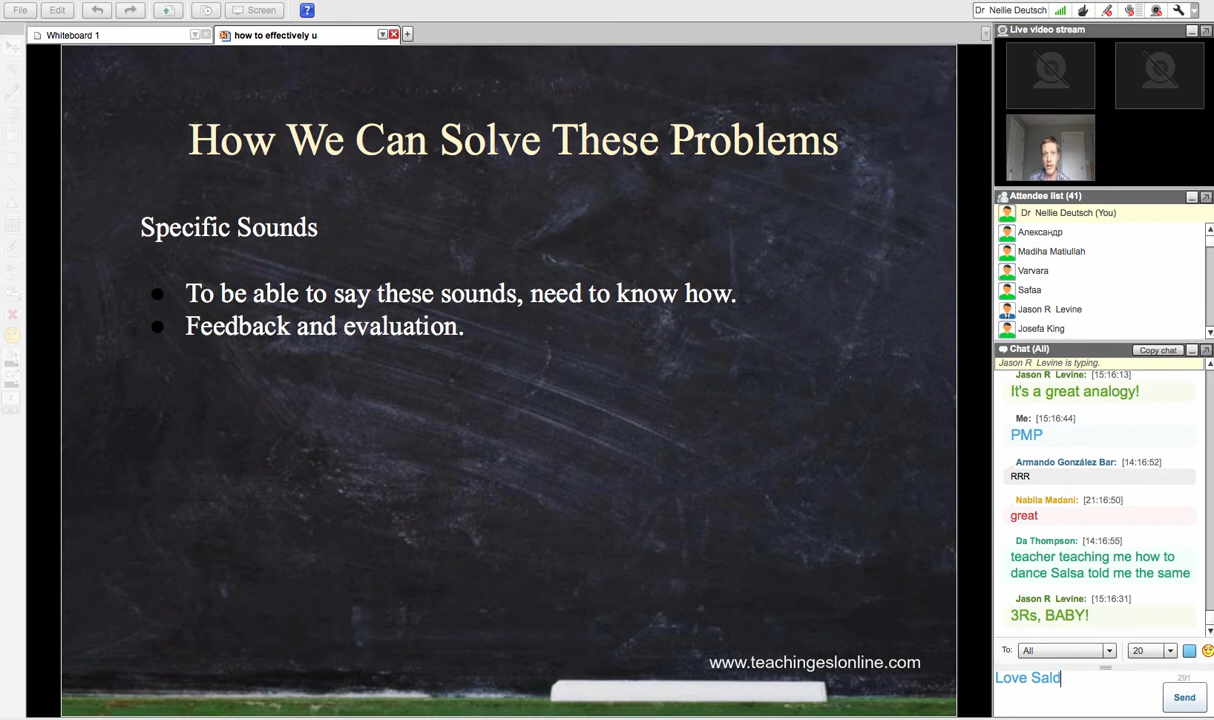 File
Edit
Screen
?
Dr Nellie Deutsch
Whiteboard 1
how to effectively u
How We Can Solve These Problems
Specific Sounds
● To be able to say these sounds, need to know how.
● Feedback and evaluation.
www.teachingeslonline.com
Live video stream
Attendee list (41)
Dr Nellie Deutsch (You)
Александр
Madiha Matiullah
Varvara
Safaa
Jason R Levine
Josefa King
Chat (All)
Copy chat
Jason R Levine is typing.
Jason R Levine: [15:16:13]
It's a great analogy!
Me: [15:16:44]
PMP
Armando González Bar: [14:16:52]
RRR
Nabila Madani: [21:16:50]
great
Da Thompson: [14:16:55]
teacher teaching me how to
dance Salsa told me the same
Jason R Levine: [15:16:31]
3Rs, BABY!
To: All 20
Love Sald
291
Send